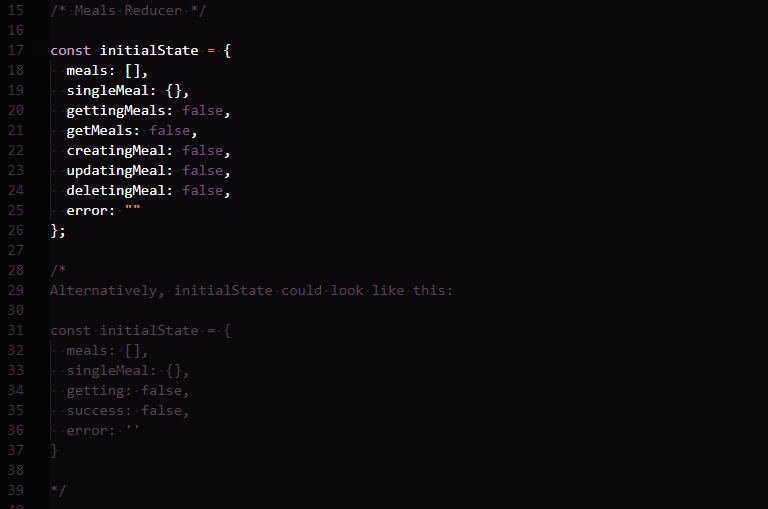 15 /* Meals Reducer */
16
17 const initialState = {
18 meals: [],
19 singleMeal: {},
20 gettingMeals: false,
21 getMeals: false,
22 creatingMeal: false,
23 updatingMeal: false,
24 deletingMeal: false,
25 error: ""
26 };
27
28 /*
29 Alternatively, initialState could look like this:
30
31 const initialState = {
32 meals: [],
33 singleMeal: {},
34 getting: false,
35 success: false,
36 error: ''
37 }
38
39 */